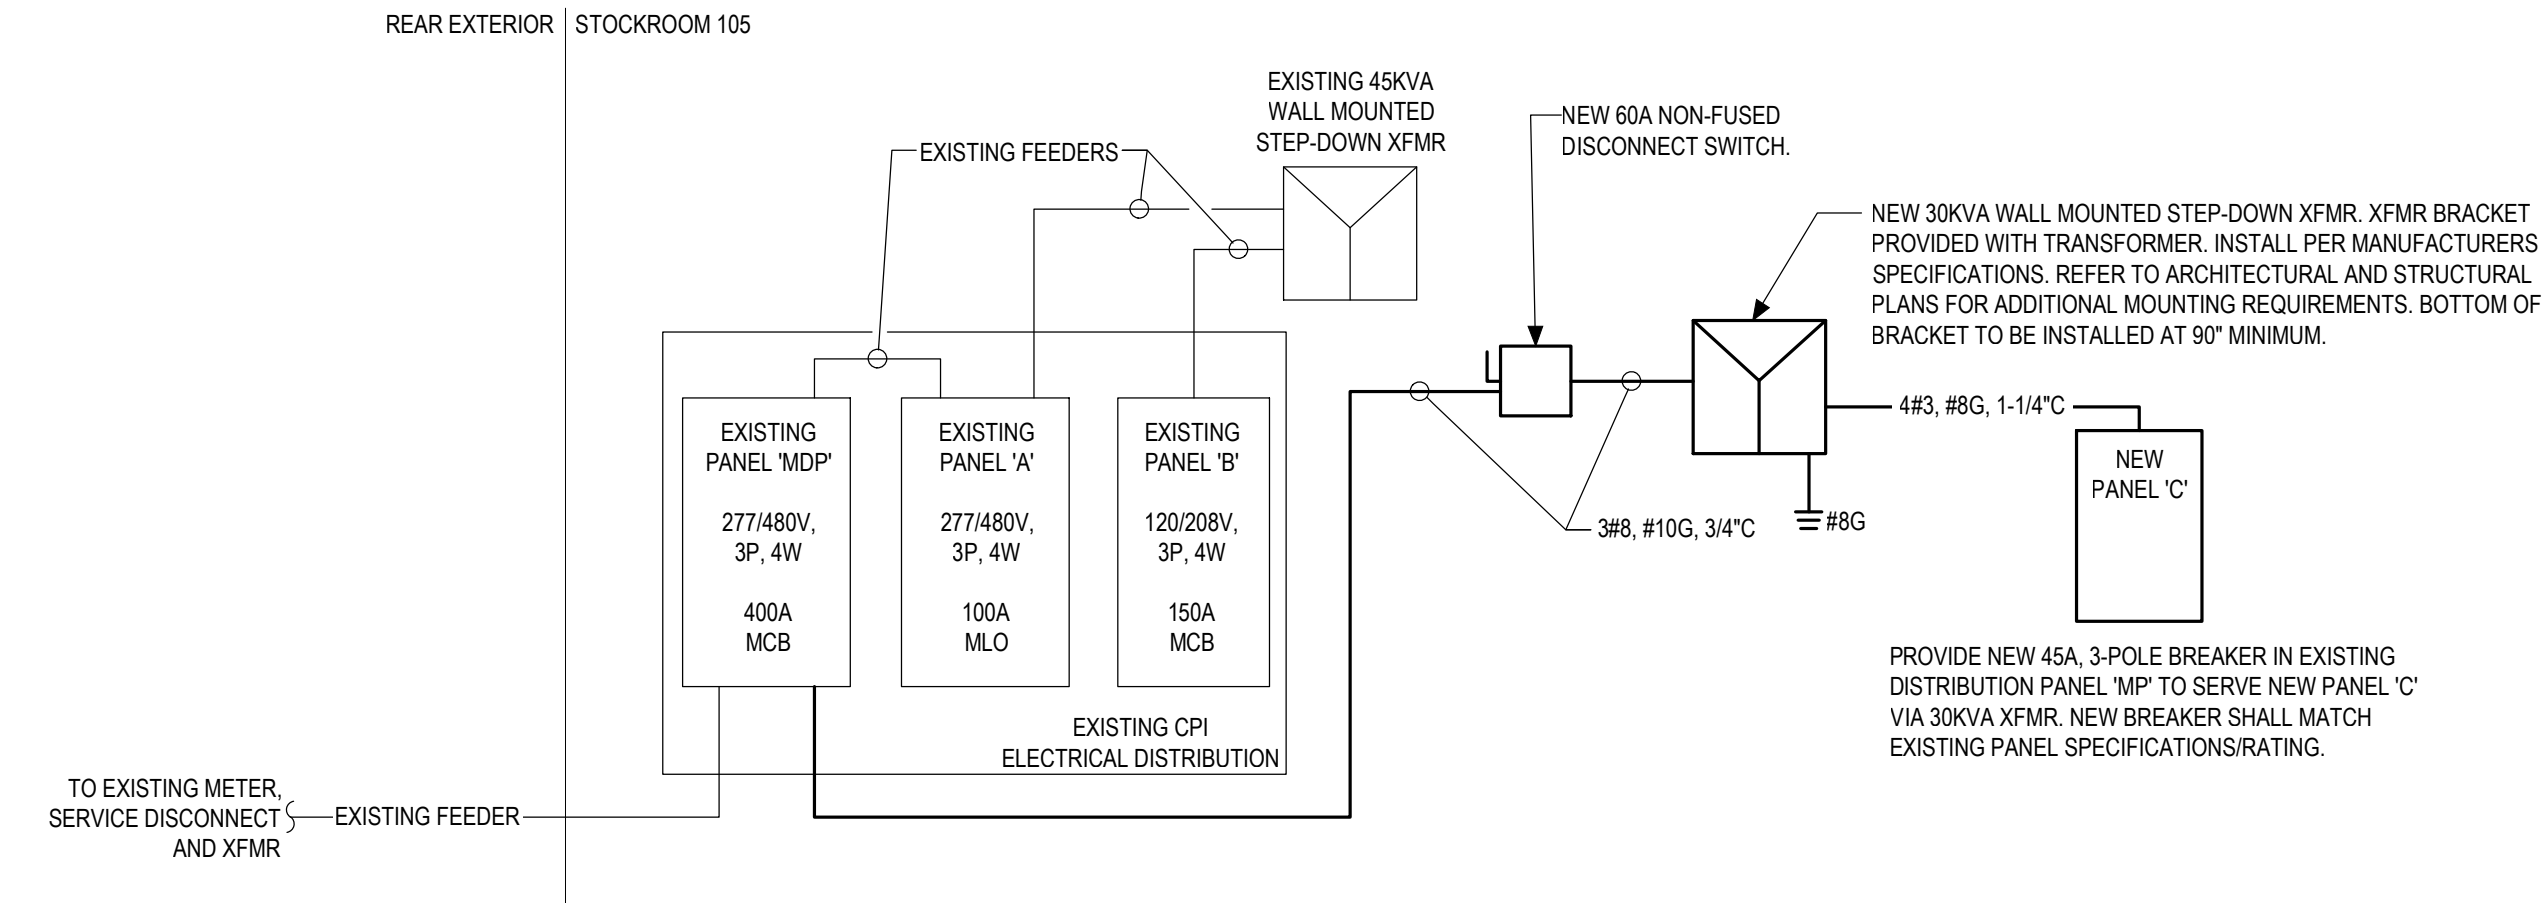 REAR EXTERIOR
STOCKROOM 105
EXISTING 45KVA
WALL MOUNTED
STEP-DOWN XFMR
EXISTING FEEDERS
NEW 60A NON-FUSED
DISCONNECT SWITCH.
NEW 30KVA WALL MOUNTED STEP-DOWN XFMR. XFMR BRACKET
PROVIDED WITH TRANSFORMER. INSTALL PER MANUFACTURERS
SPECIFICATIONS. REFER TO ARCHITECTURAL AND STRUCTURAL
PLANS FOR ADDITIONAL MOUNTING REQUIREMENTS. BOTTOM OF
BRACKET TO BE INSTALLED AT 90" MINIMUM.
EXISTING
PANEL 'MDP'
277/480V,
3P, 4W
400A
MCB
EXISTING
PANEL 'A'
277/480V,
3P, 4W
100A
MLO
EXISTING
PANEL 'B'
120/208V,
3P, 4W
150A
MCB
EXISTING CPI
ELECTRICAL DISTRIBUTION
3#8, #10G, 3/4"C
#8G
4#3, #8G, 1-1/4"C
NEW
PANEL 'C'
PROVIDE NEW 45A, 3-POLE BREAKER IN EXISTING
DISTRIBUTION PANEL 'MP' TO SERVE NEW PANEL 'C'
VIA 30KVA XFMR. NEW BREAKER SHALL MATCH
EXISTING PANEL SPECIFICATIONS/RATING.
TO EXISTING METER,
SERVICE DISCONNECT
AND XFMR
EXISTING FEEDER